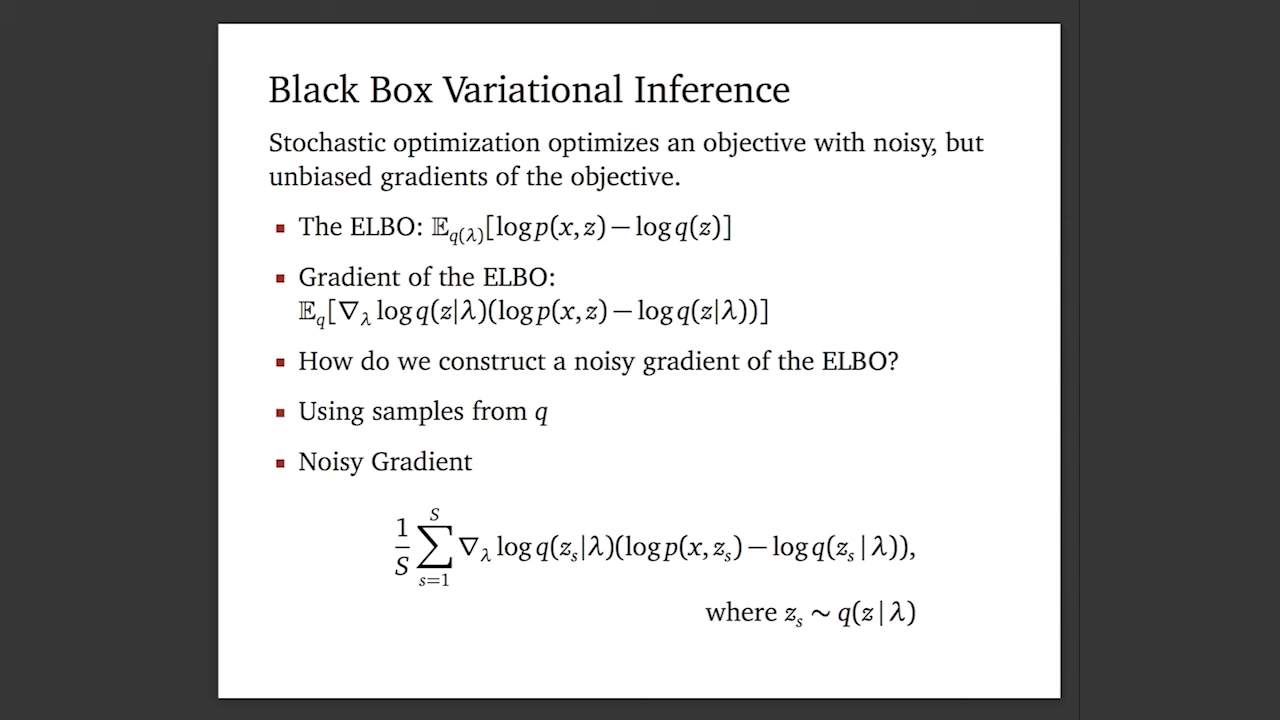 Black Box Variational Inference
Stochastic optimization optimizes an objective with noisy, but
unbiased gradients of the objective.
▪ The ELBO: 𝔼_{q(λ)}[log p(x, z) − log q(z)]
▪ Gradient of the ELBO:
𝔼_q[∇_λ log q(z|λ)(log p(x, z) − log q(z|λ))]
▪ How do we construct a noisy gradient of the ELBO?
▪ Using samples from q
▪ Noisy Gradient
1/S ∑_{s=1}^{S} ∇_λ log q(z_s|λ)(log p(x, z_s) − log q(z_s | λ)),
where z_s ∼ q(z | λ)